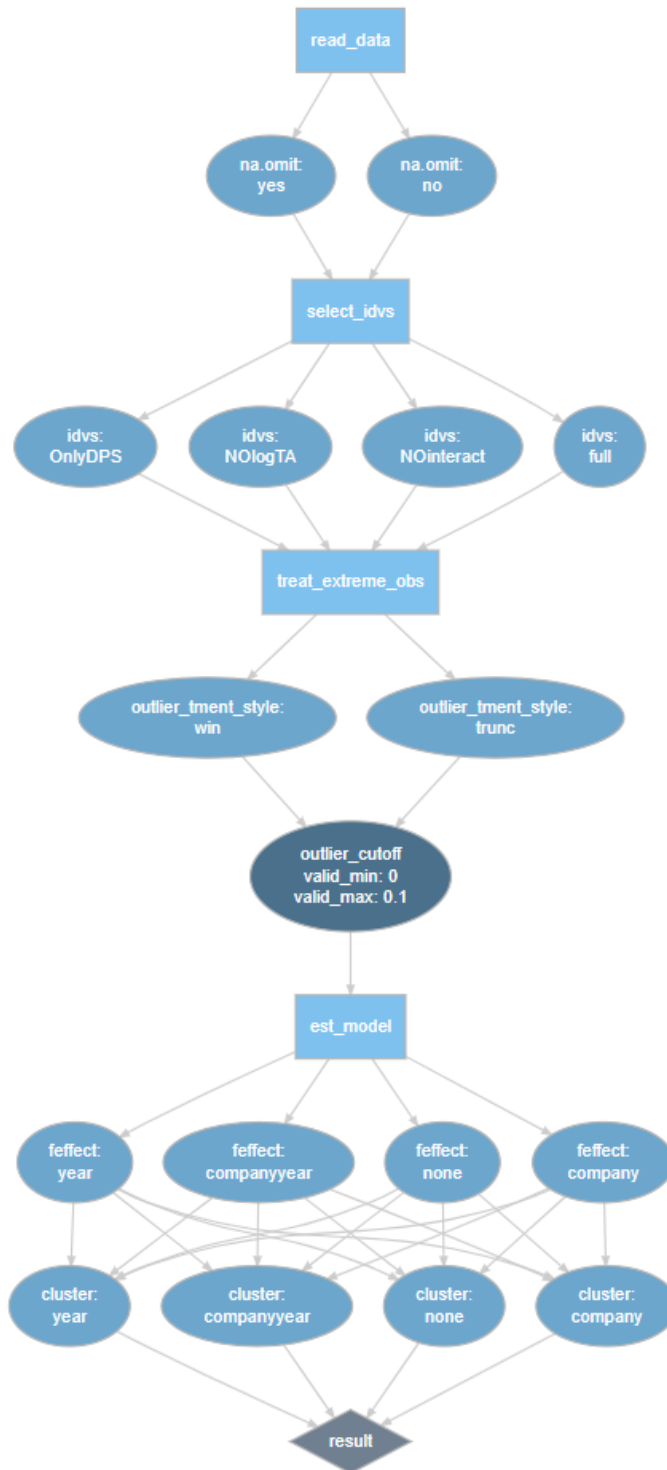 read_data
na.omit:
yes
na.omit:
no
select_idvs
idvs:
OnlyDPS
idvs:
NOlogTA
idvs:
NOinteract
idvs:
full
treat_extreme_obs
outlier_tment_style:
win
outlier_tment_style:
trunc
outlier_cutoff
valid_min: 0
valid_max: 0.1
est_model
feffect:
year
feffect:
companyyear
feffect:
none
feffect:
company
cluster:
year
cluster:
companyyear
cluster:
none
cluster:
company
result